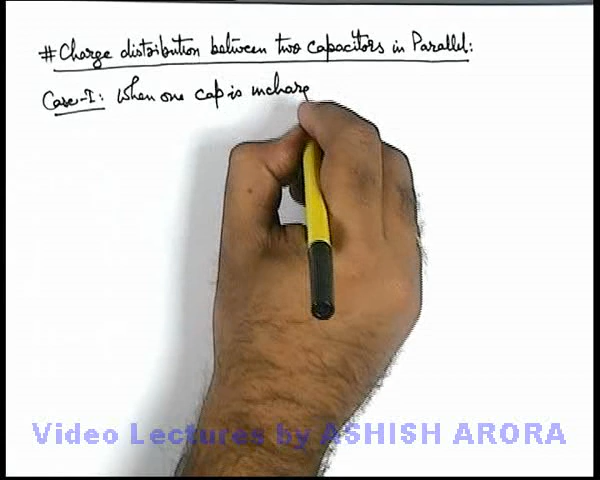 # Charge distribution between two capacitors in Parallel:
Case-I: When one cap is uncharg
Video Lectures by ASHISH ARORA